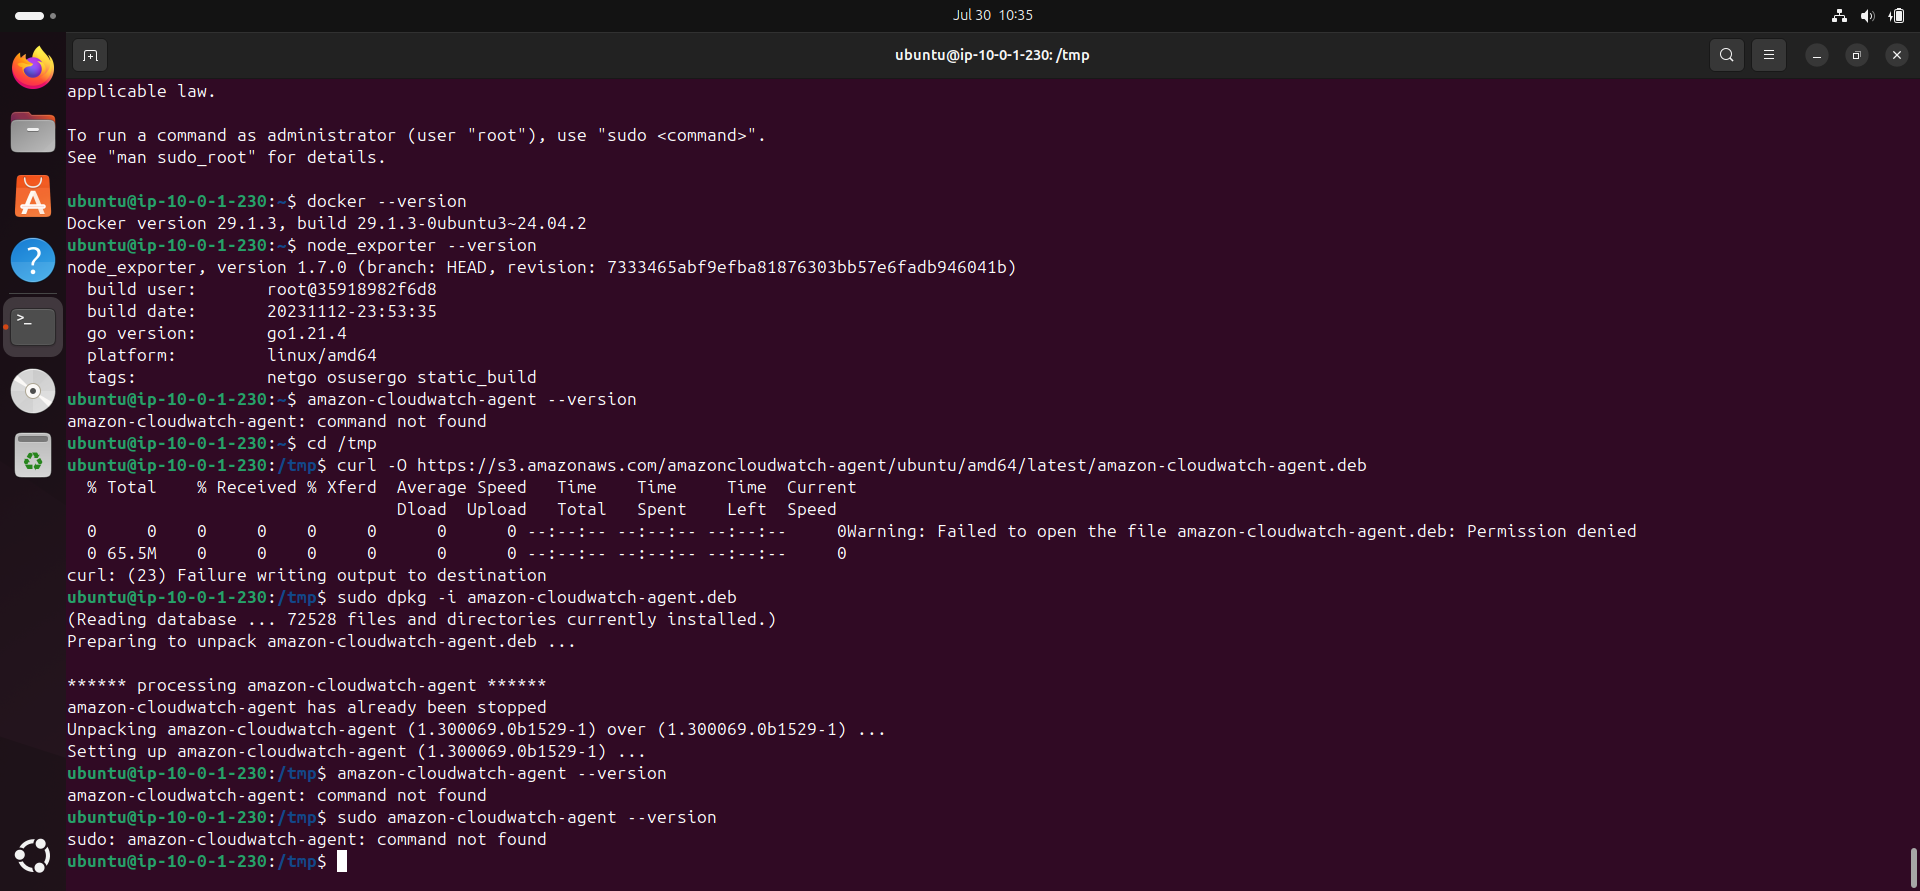 Jul 30 10:35
ubuntu@ip-10-0-1-230: /tmp
applicable law.
To run a command as administrator (user "root"), use "sudo <command>".
See "man sudo_root" for details.
ubuntu@ip-10-0-1-230:~$ docker --version
Docker version 29.1.3, build 29.1.3-0ubuntu3~24.04.2
ubuntu@ip-10-0-1-230:~$ node_exporter --version
node_exporter, version 1.7.0 (branch: HEAD, revision: 7333465abf9efba81876303bb57e6fadb946041b)
  build user:       root@35918982f6d8
  build date:       20231112-23:53:35
  go version:       go1.21.4
  platform:         linux/amd64
  tags:             netgo osusergo static_build
ubuntu@ip-10-0-1-230:~$ amazon-cloudwatch-agent --version
amazon-cloudwatch-agent: command not found
ubuntu@ip-10-0-1-230:~$ cd /tmp
ubuntu@ip-10-0-1-230:/tmp$ curl -O https://s3.amazonaws.com/amazoncloudwatch-agent/ubuntu/amd64/latest/amazon-cloudwatch-agent.deb
  % Total    % Received % Xferd  Average Speed   Time    Time     Time  Current
                                 Dload  Upload   Total   Spent    Left  Speed
  0     0    0     0    0     0      0      0 --:--:-- --:--:-- --:--:--     0Warning: Failed to open the file amazon-cloudwatch-agent.deb: Permission denied
  0 65.5M    0     0    0     0      0      0 --:--:-- --:--:-- --:--:--     0
curl: (23) Failure writing output to destination
ubuntu@ip-10-0-1-230:/tmp$ sudo dpkg -i amazon-cloudwatch-agent.deb
(Reading database ... 72528 files and directories currently installed.)
Preparing to unpack amazon-cloudwatch-agent.deb ...
****** processing amazon-cloudwatch-agent ******
amazon-cloudwatch-agent has already been stopped
Unpacking amazon-cloudwatch-agent (1.300069.0b1529-1) over (1.300069.0b1529-1) ...
Setting up amazon-cloudwatch-agent (1.300069.0b1529-1) ...
ubuntu@ip-10-0-1-230:/tmp$ amazon-cloudwatch-agent --version
amazon-cloudwatch-agent: command not found
ubuntu@ip-10-0-1-230:/tmp$ sudo amazon-cloudwatch-agent --version
sudo: amazon-cloudwatch-agent: command not found
ubuntu@ip-10-0-1-230:/tmp$